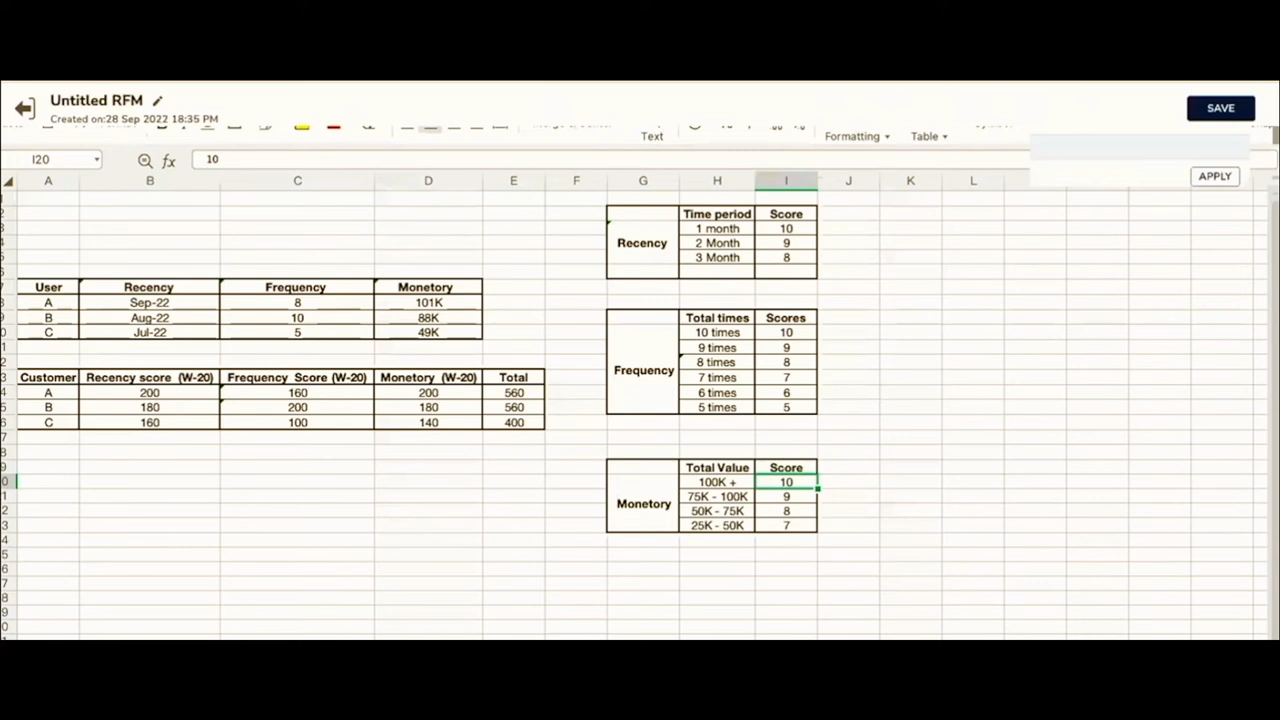 Untitled RFM
Created on:28 Sep 2022 18:35 PM
SAVE
Text
Formatting
Table
I20
fx
10
APPLY
A B C D E F G H I J K L
Time period Score
1 month 10
Recency 2 Month 9
3 Month 8
User Recency Frequency Monetory
A Sep-22 8 101K
B Aug-22 10 88K
C Jul-22 5 49K
Total times Scores
10 times 10
9 times 9
8 times 8
Frequency 7 times 7
6 times 6
5 times 5
Customer Recency score (W-20) Frequency Score (W-20) Monetory (W-20) Total
A 200 160 200 560
B 180 200 180 560
C 160 100 140 400
Total Value Score
100K + 10
75K - 100K 9
Monetory 50K - 75K 8
25K - 50K 7